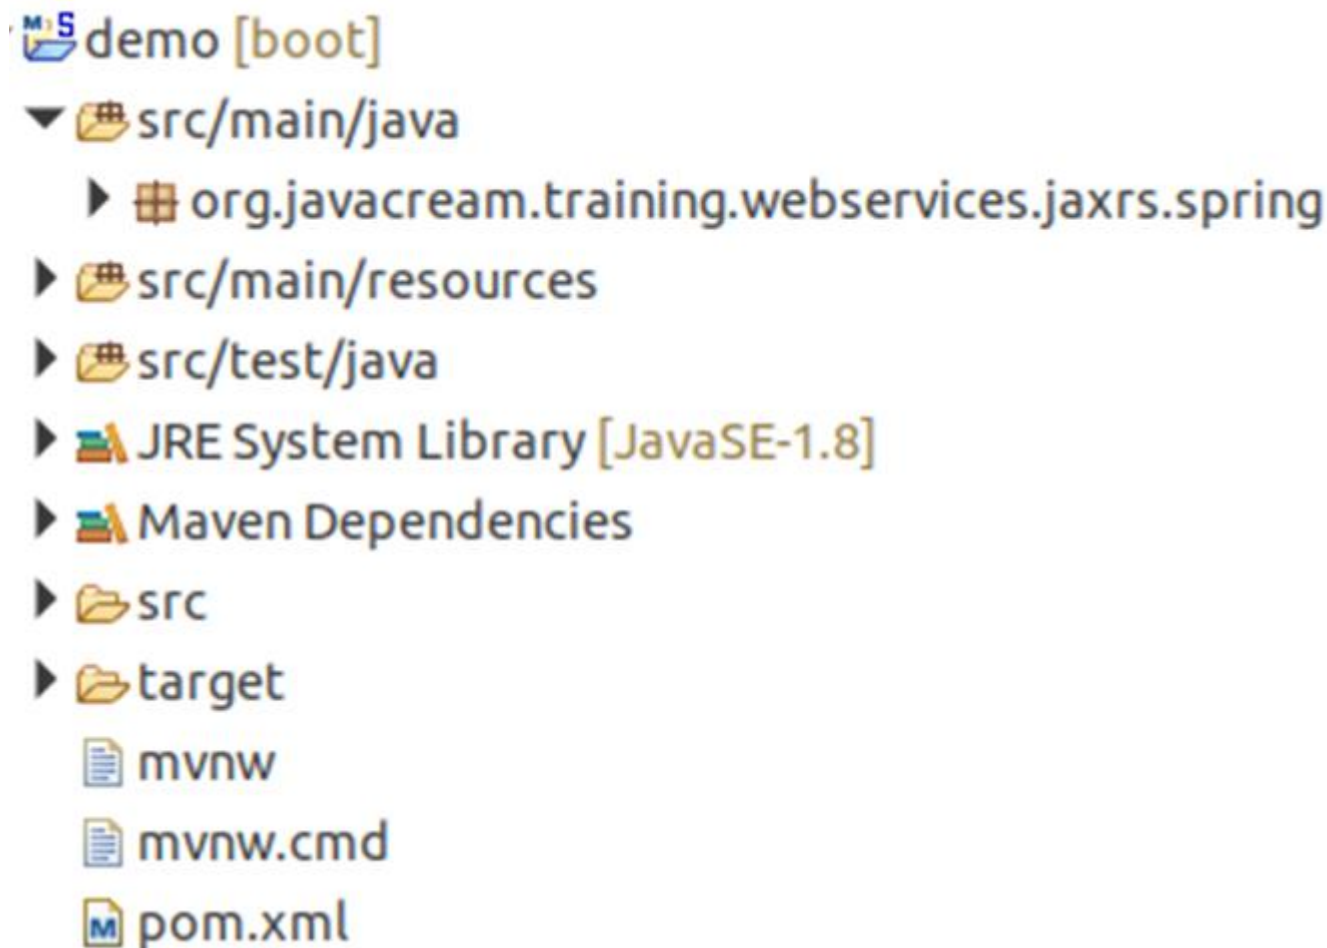 demo [boot]
src/main/java
org.javacream.training.webservices.jaxrs.spring
src/main/resources
src/test/java
JRE System Library [JavaSE-1.8]
Maven Dependencies
src
target
mvnw
mvnw.cmd
pom.xml